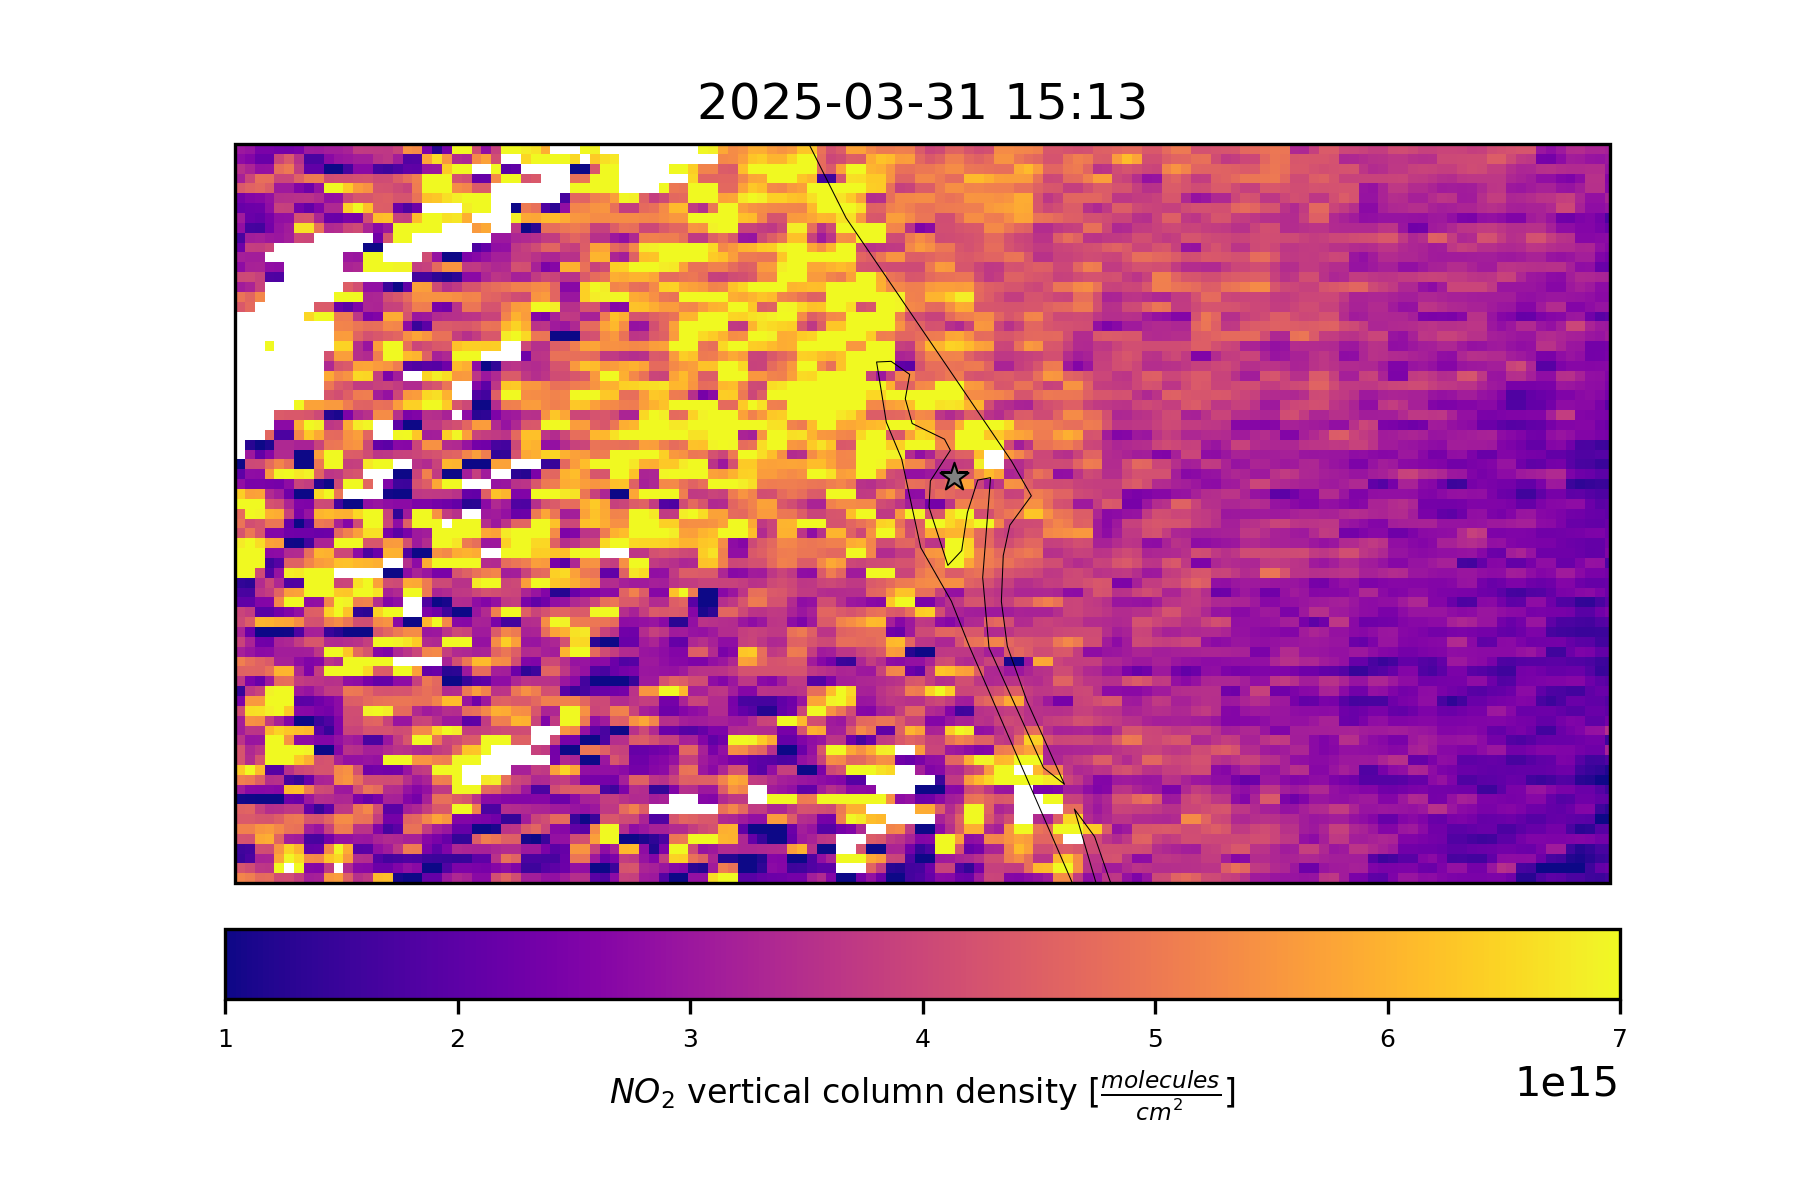 2025-03-31 15:13
1 2 3 4 5 6 7
1e15
NO₂ vertical column density [molecules/cm²]